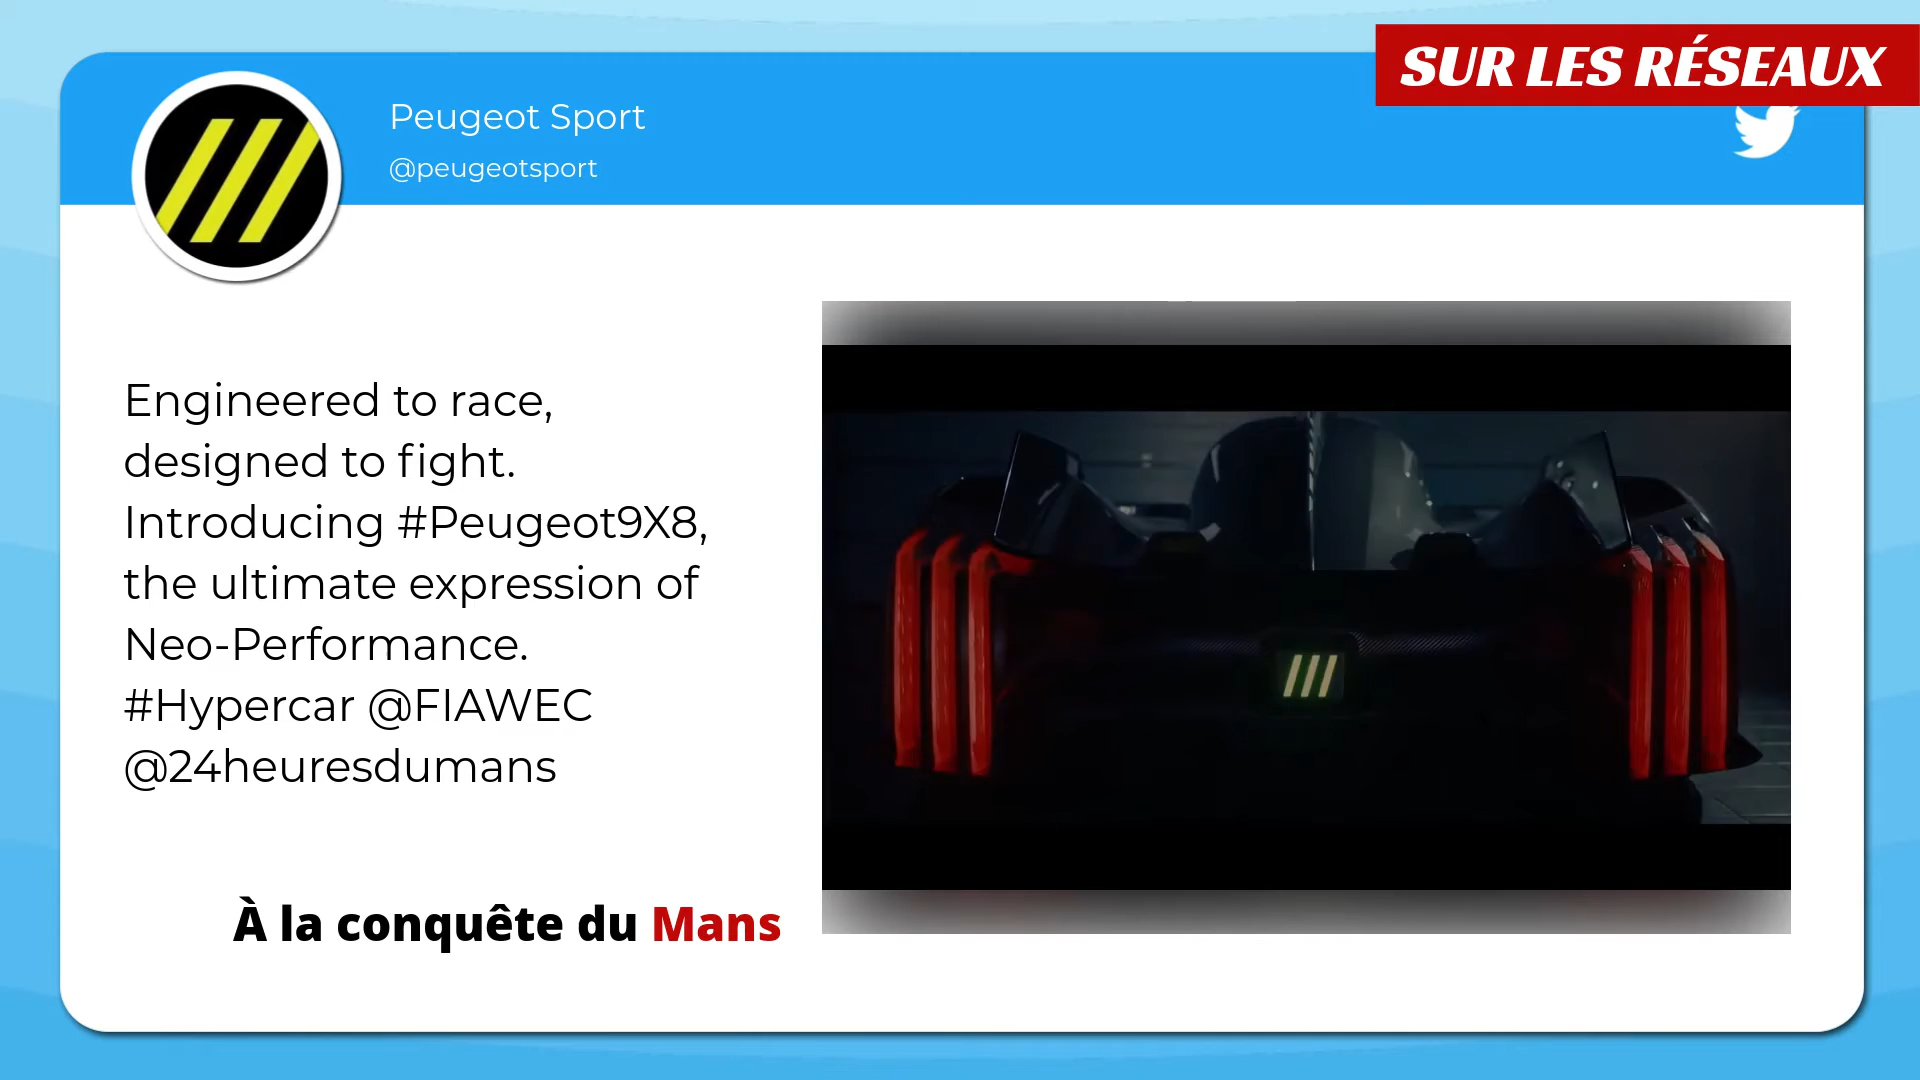 SUR LES RÉSEAUX
Peugeot Sport
@peugeotsport
Engineered to race,
designed to fight.
Introducing #Peugeot9X8,
the ultimate expression of
Neo-Performance.
#Hypercar @FIAWEC
@24heuresdumans
À la conquête du Mans